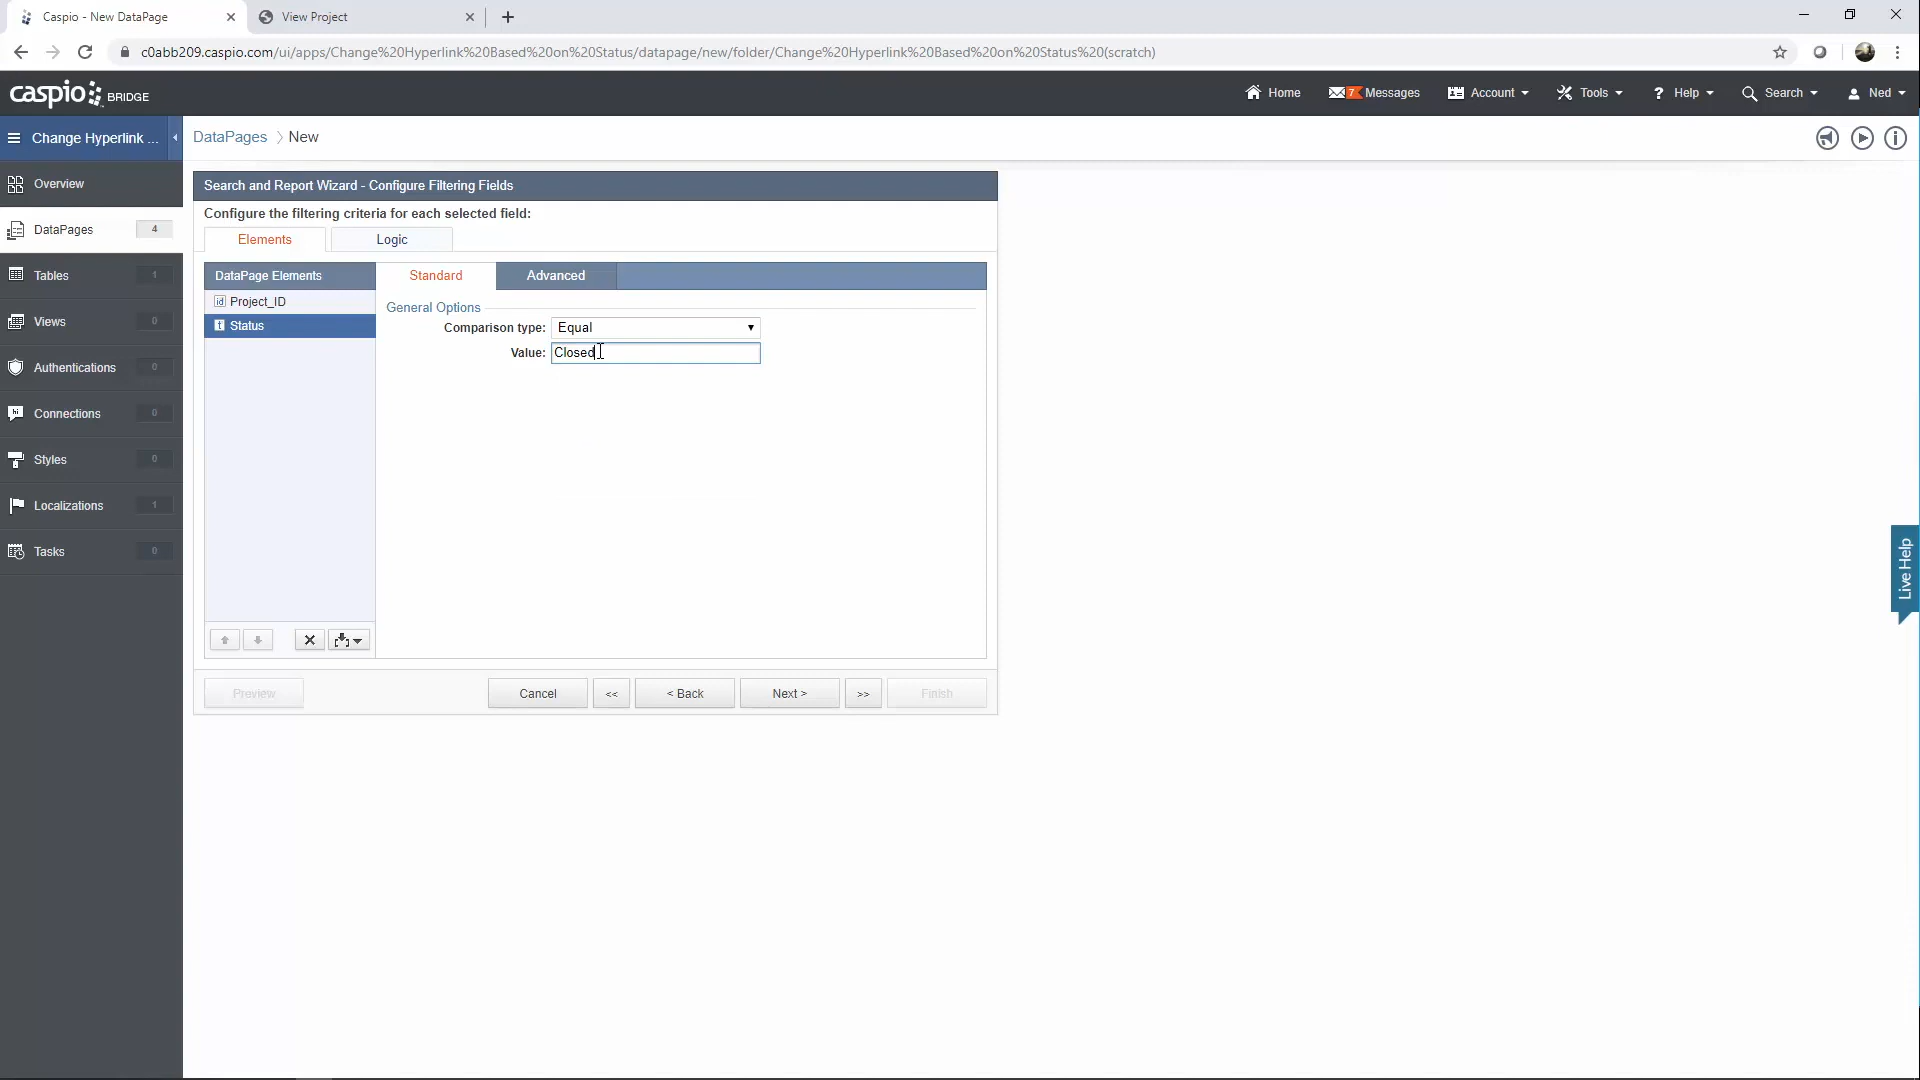 Caspio - New DataPage
View Project
c0abb209.caspio.com/ui/apps/Change%20Hyperlink%20Based%20on%20Status/datapage/new/folder/Change%20Hyperlink%20Based%20on%20Status%20(scratch)
caspio BRIDGE
Home
7 Messages
Account
Tools
? Help
Search
Ned
Change Hyperlink ...
DataPages > New
Overview
DataPages 4
Tables 1
Views 0
Authentications 0
Connections 0
Styles 0
Localizations 1
Tasks 0
Search and Report Wizard - Configure Filtering Fields
Configure the filtering criteria for each selected field:
Elements
Logic
DataPage Elements
Standard
Advanced
id Project_ID
t Status
General Options
Comparison type: Equal
Value: Closed
Preview
Cancel
<<
< Back
Next >
>>
Finish
Live Help